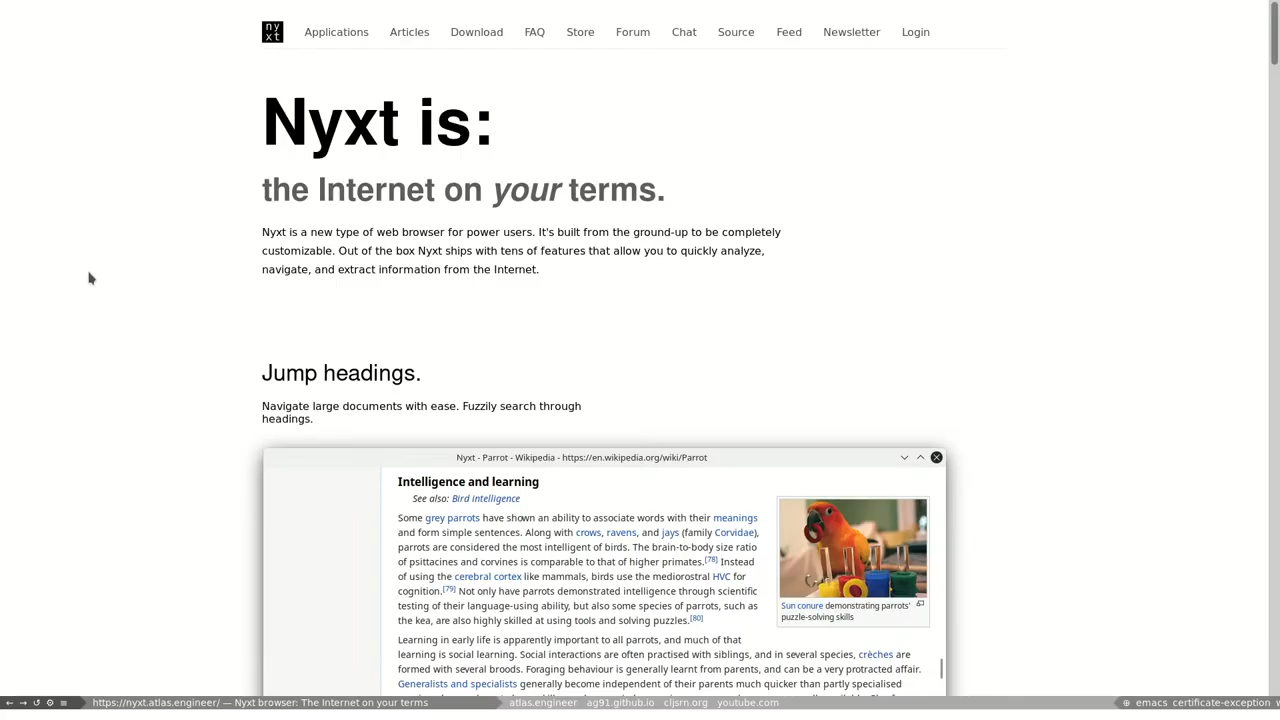 ny
xt
Applications Articles Download FAQ Store Forum Chat Source Feed Newsletter Login
Nyxt is:
the Internet on your terms.
Nyxt is a new type of web browser for power users. It's built from the ground-up to be completely
customizable. Out of the box Nyxt ships with tens of features that allow you to quickly analyze,
navigate, and extract information from the Internet.
Jump headings.
Navigate large documents with ease. Fuzzily search through
headings.
Nyxt - Parrot - Wikipedia - https://en.wikipedia.org/wiki/Parrot
Intelligence and learning
See also: Bird intelligence
Some grey parrots have shown an ability to associate words with their meanings
and form simple sentences. Along with crows, ravens, and jays (family Corvidae),
parrots are considered the most intelligent of birds. The brain-to-body size ratio
of psittacines and corvines is comparable to that of higher primates.[78] Instead
of using the cerebral cortex like mammals, birds use the mediorostral HVC for
cognition.[79] Not only have parrots demonstrated intelligence through scientific
testing of their language-using ability, but also some species of parrots, such as
the kea, are also highly skilled at using tools and solving puzzles.[80]
Sun conure demonstrating parrots'
puzzle-solving skills
Learning in early life is apparently important to all parrots, and much of that
learning is social learning. Social interactions are often practised with siblings, and in several species, crèches are
formed with several broods. Foraging behaviour is generally learnt from parents, and can be a very protracted affair.
Generalists and specialists generally become independent of their parents much quicker than partly specialised
https://nyxt.atlas.engineer/ — Nyxt browser: The Internet on your terms atlas.engineer ag91.github.io cljsrn.org youtube.com emacs certificate-exception